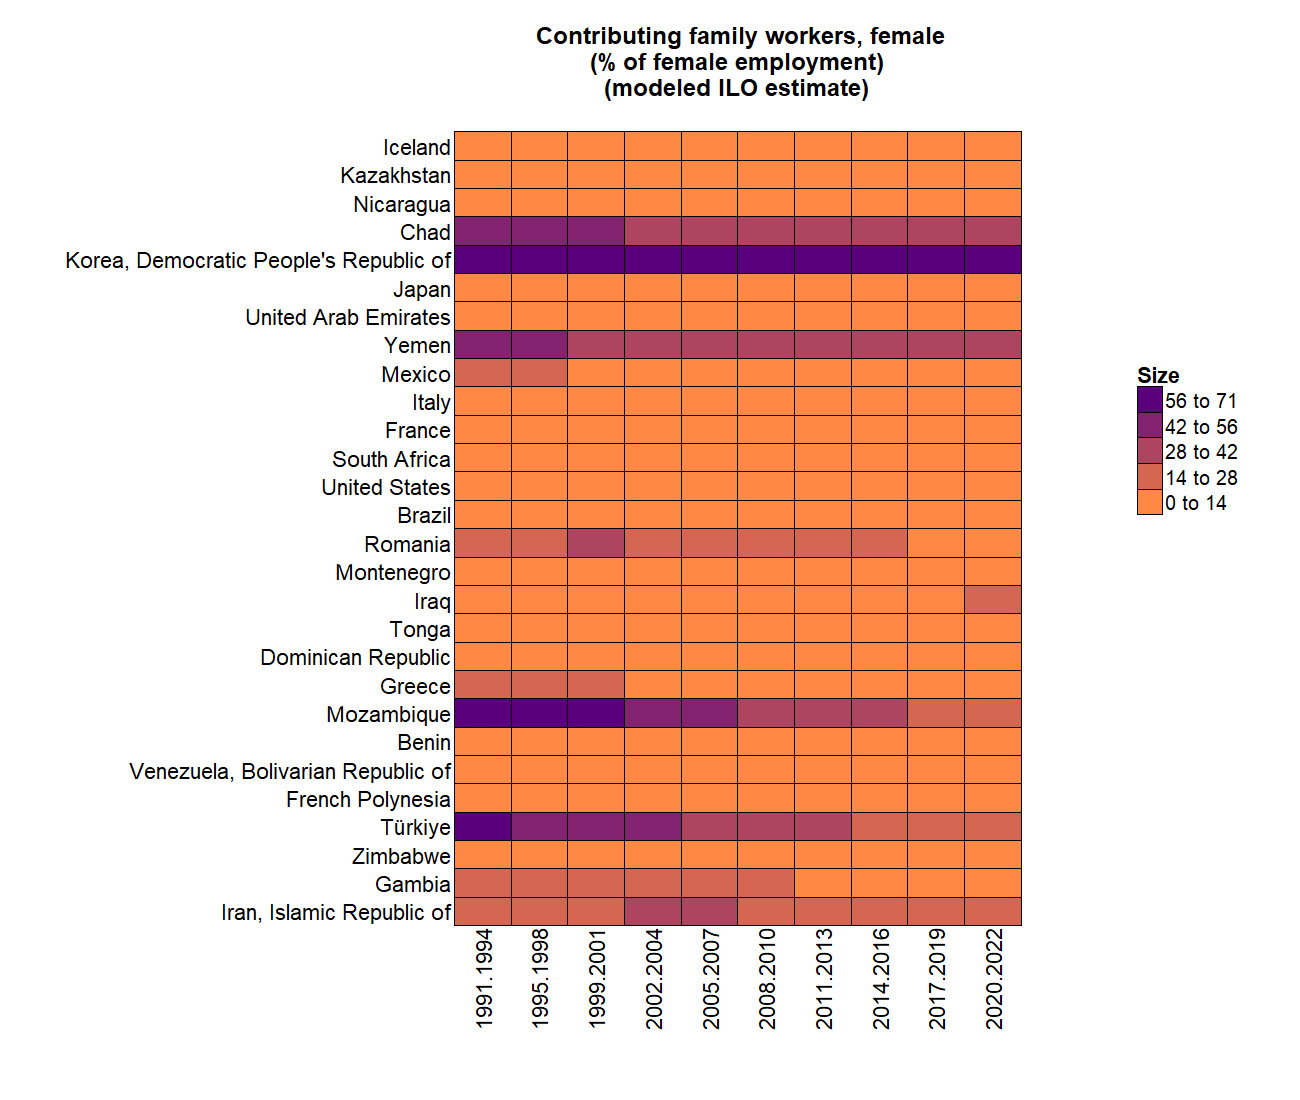 Contributing family workers, female
(% of female employment)
(modeled ILO estimate)
Iceland
Kazakhstan
Nicaragua
Chad
Korea, Democratic People's Republic of
Japan
United Arab Emirates
Yemen
Mexico
Italy
France
South Africa
United States
Brazil
Romania
Montenegro
Iraq
Tonga
Dominican Republic
Greece
Mozambique
Benin
Venezuela, Bolivarian Republic of
French Polynesia
Türkiye
Zimbabwe
Gambia
Iran, Islamic Republic of
1991.1994
1995.1998
1999.2001
2002.2004
2005.2007
2008.2010
2011.2013
2014.2016
2017.2019
2020.2022
Size
56 to 71
42 to 56
28 to 42
14 to 28
0 to 14